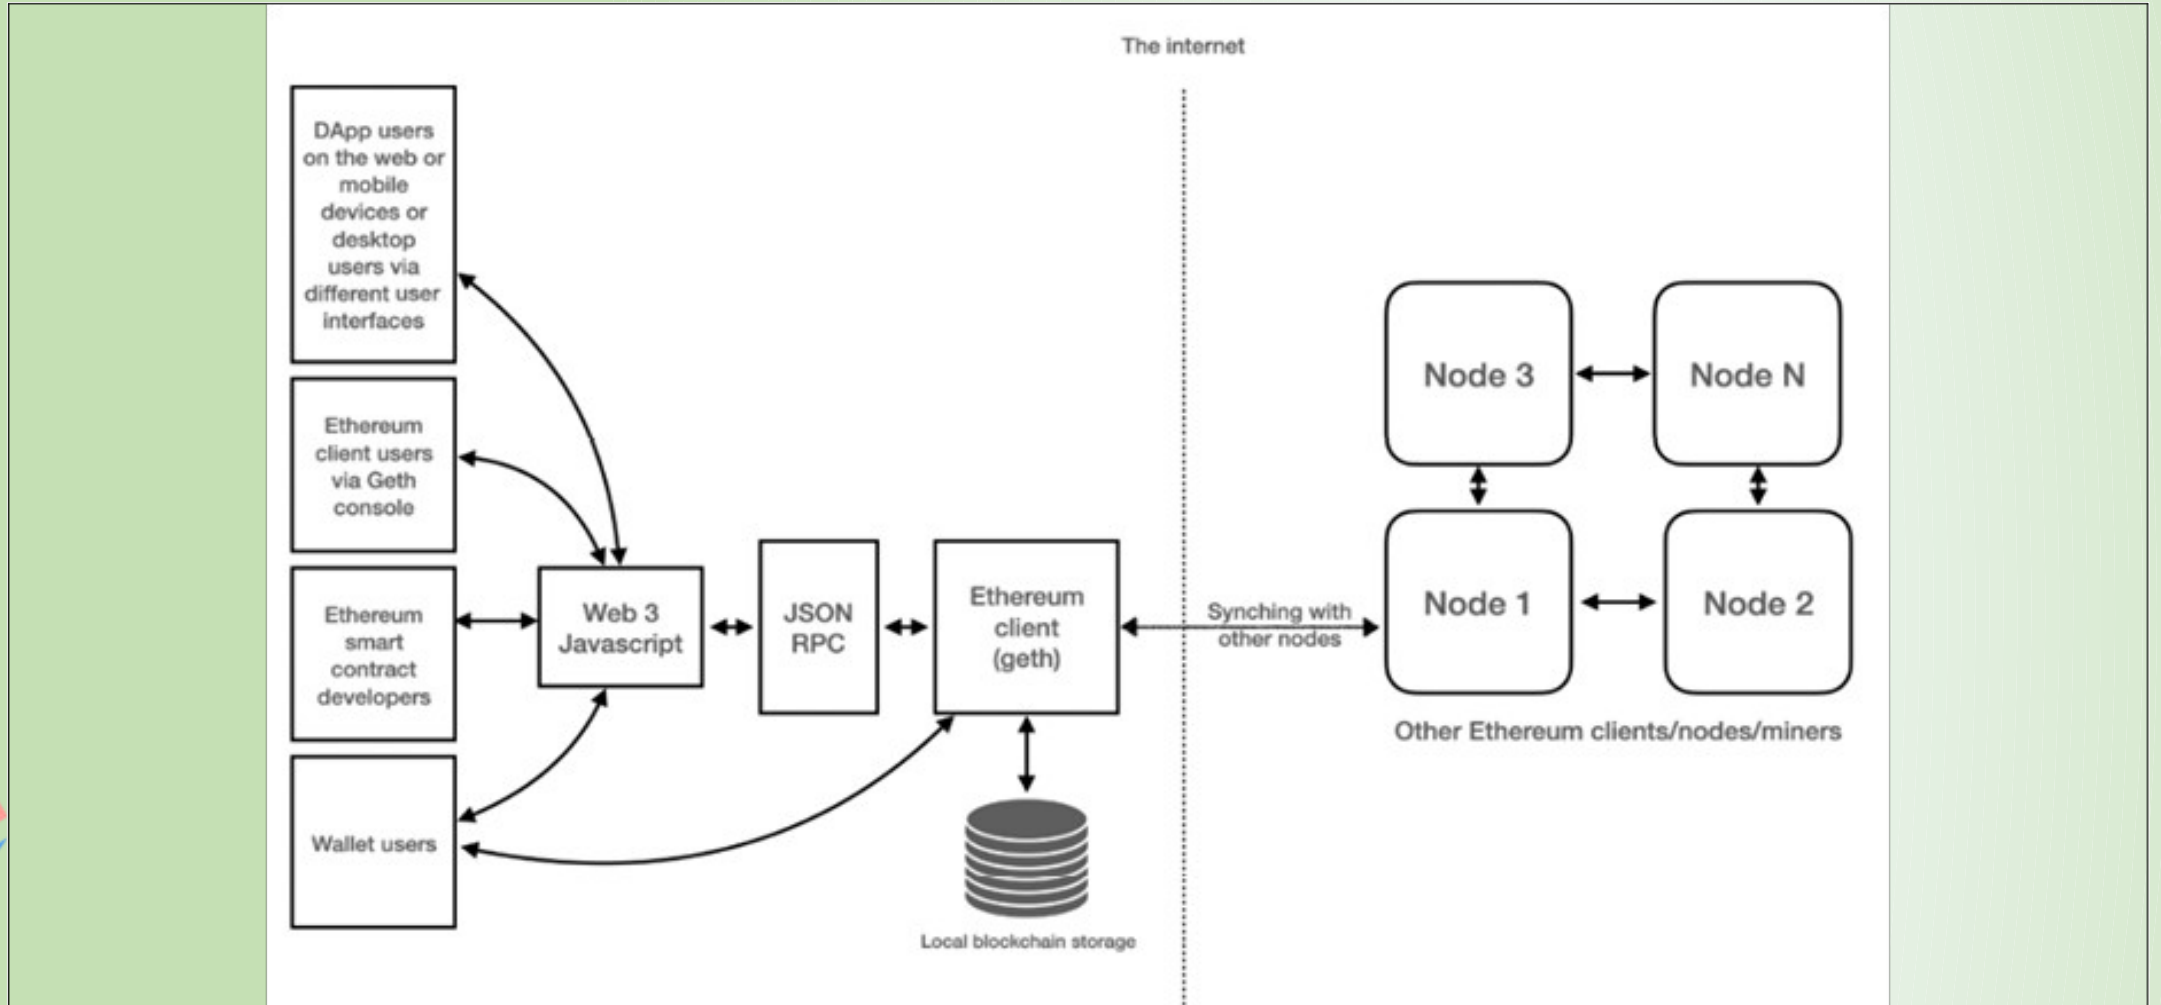 The internet
DApp users
on the web or
mobile
devices or
desktop
users via
different user
interfaces
Ethereum
client users
via Geth
console
Ethereum
smart
contract
developers
Wallet users
Web 3
Javascript
JSON
RPC
Ethereum
client
(geth)
Local blockchain storage
Synching with
other nodes
Node 3
Node N
Node 1
Node 2
Other Ethereum clients/nodes/miners